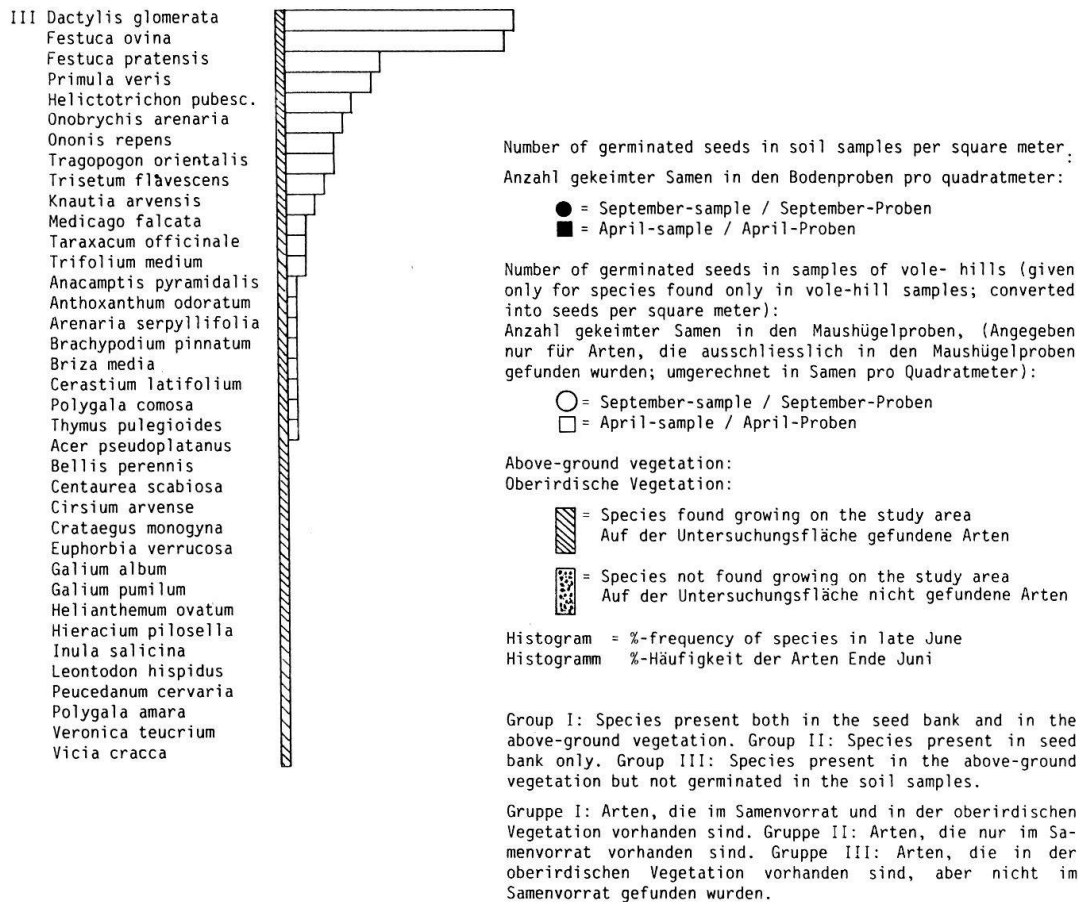 III Dactylis glomerata
Festuca ovina
Festuca pratensis
Primula veris
Helictotrichon pubesc.
Onobrychis arenaria
Ononis repens
Tragopogon orientalis
Trisetum flavescens
Knautia arvensis
Medicago falcata
Taraxacum officinale
Trifolium medium
Anacamptis pyramidalis
Anthoxanthum odoratum
Arenaria serpyllifolia
Brachypodium pinnatum
Briza media
Cerastium latifolium
Polygala comosa
Thymus pulegioides
Acer pseudoplatanus
Bellis perennis
Centaurea scabiosa
Cirsium arvense
Crataegus monogyna
Euphorbia verrucosa
Galium album
Galium pumilum
Helianthemum ovatum
Hieracium pilosella
Inula salicina
Leontodon hispidus
Peucedanum cervaria
Polygala amara
Veronica teucrium
Vicia cracca
Number of germinated seeds in soil samples per square meter:
Anzahl gekeimter Samen in den Bodenproben pro quadratmeter:
● = September-sample / September-Proben
■ = April-sample / April-Proben
Number of germinated seeds in samples of vole- hills (given
only for species found only in vole-hill samples; converted
into seeds per square meter):
Anzahl gekeimter Samen in den Maushügelproben, (Angegeben
nur für Arten, die ausschliesslich in den Maushügelproben
gefunden wurden; umgerechnet in Samen pro Quadratmeter):
○ = September-sample / September-Proben
□ = April-sample / April-Proben
Above-ground vegetation:
Oberirdische Vegetation:
= Species found growing on the study area
Auf der Untersuchungsfläche gefundene Arten
= Species not found growing on the study area
Auf der Untersuchungsfläche nicht gefundene Arten
Histogram = %-frequency of species in late June
Histogramm %-Häufigkeit der Arten Ende Juni
Group I: Species present both in the seed bank and in the
above-ground vegetation. Group II: Species present in seed
bank only. Group III: Species present in the above-ground
vegetation but not germinated in the soil samples.
Gruppe I: Arten, die im Samenvorrat und in der oberirdischen
Vegetation vorhanden sind. Gruppe II: Arten, die nur im Sa-
menvorrat vorhanden sind. Gruppe III: Arten, die in der
oberirdischen Vegetation vorhanden sind, aber nicht im
Samenvorrat gefunden wurden.